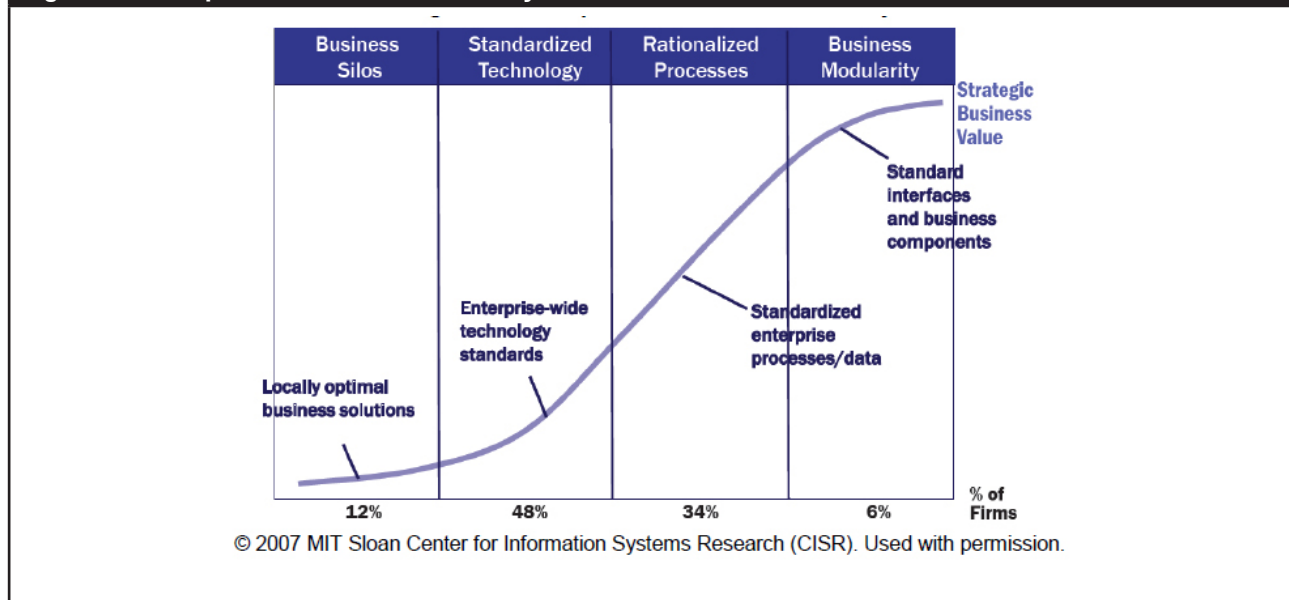 Business
Silos
Standardized
Technology
Rationalized
Processes
Business
Modularity
Strategic
Business
Value
Standard
interfaces
and business
components
Enterprise-wide
technology
standards
Standardized
enterprise
processes/data
Locally optimal
business solutions
12%
48%
34%
6%
% of
Firms
© 2007 MIT Sloan Center for Information Systems Research (CISR). Used with permission.